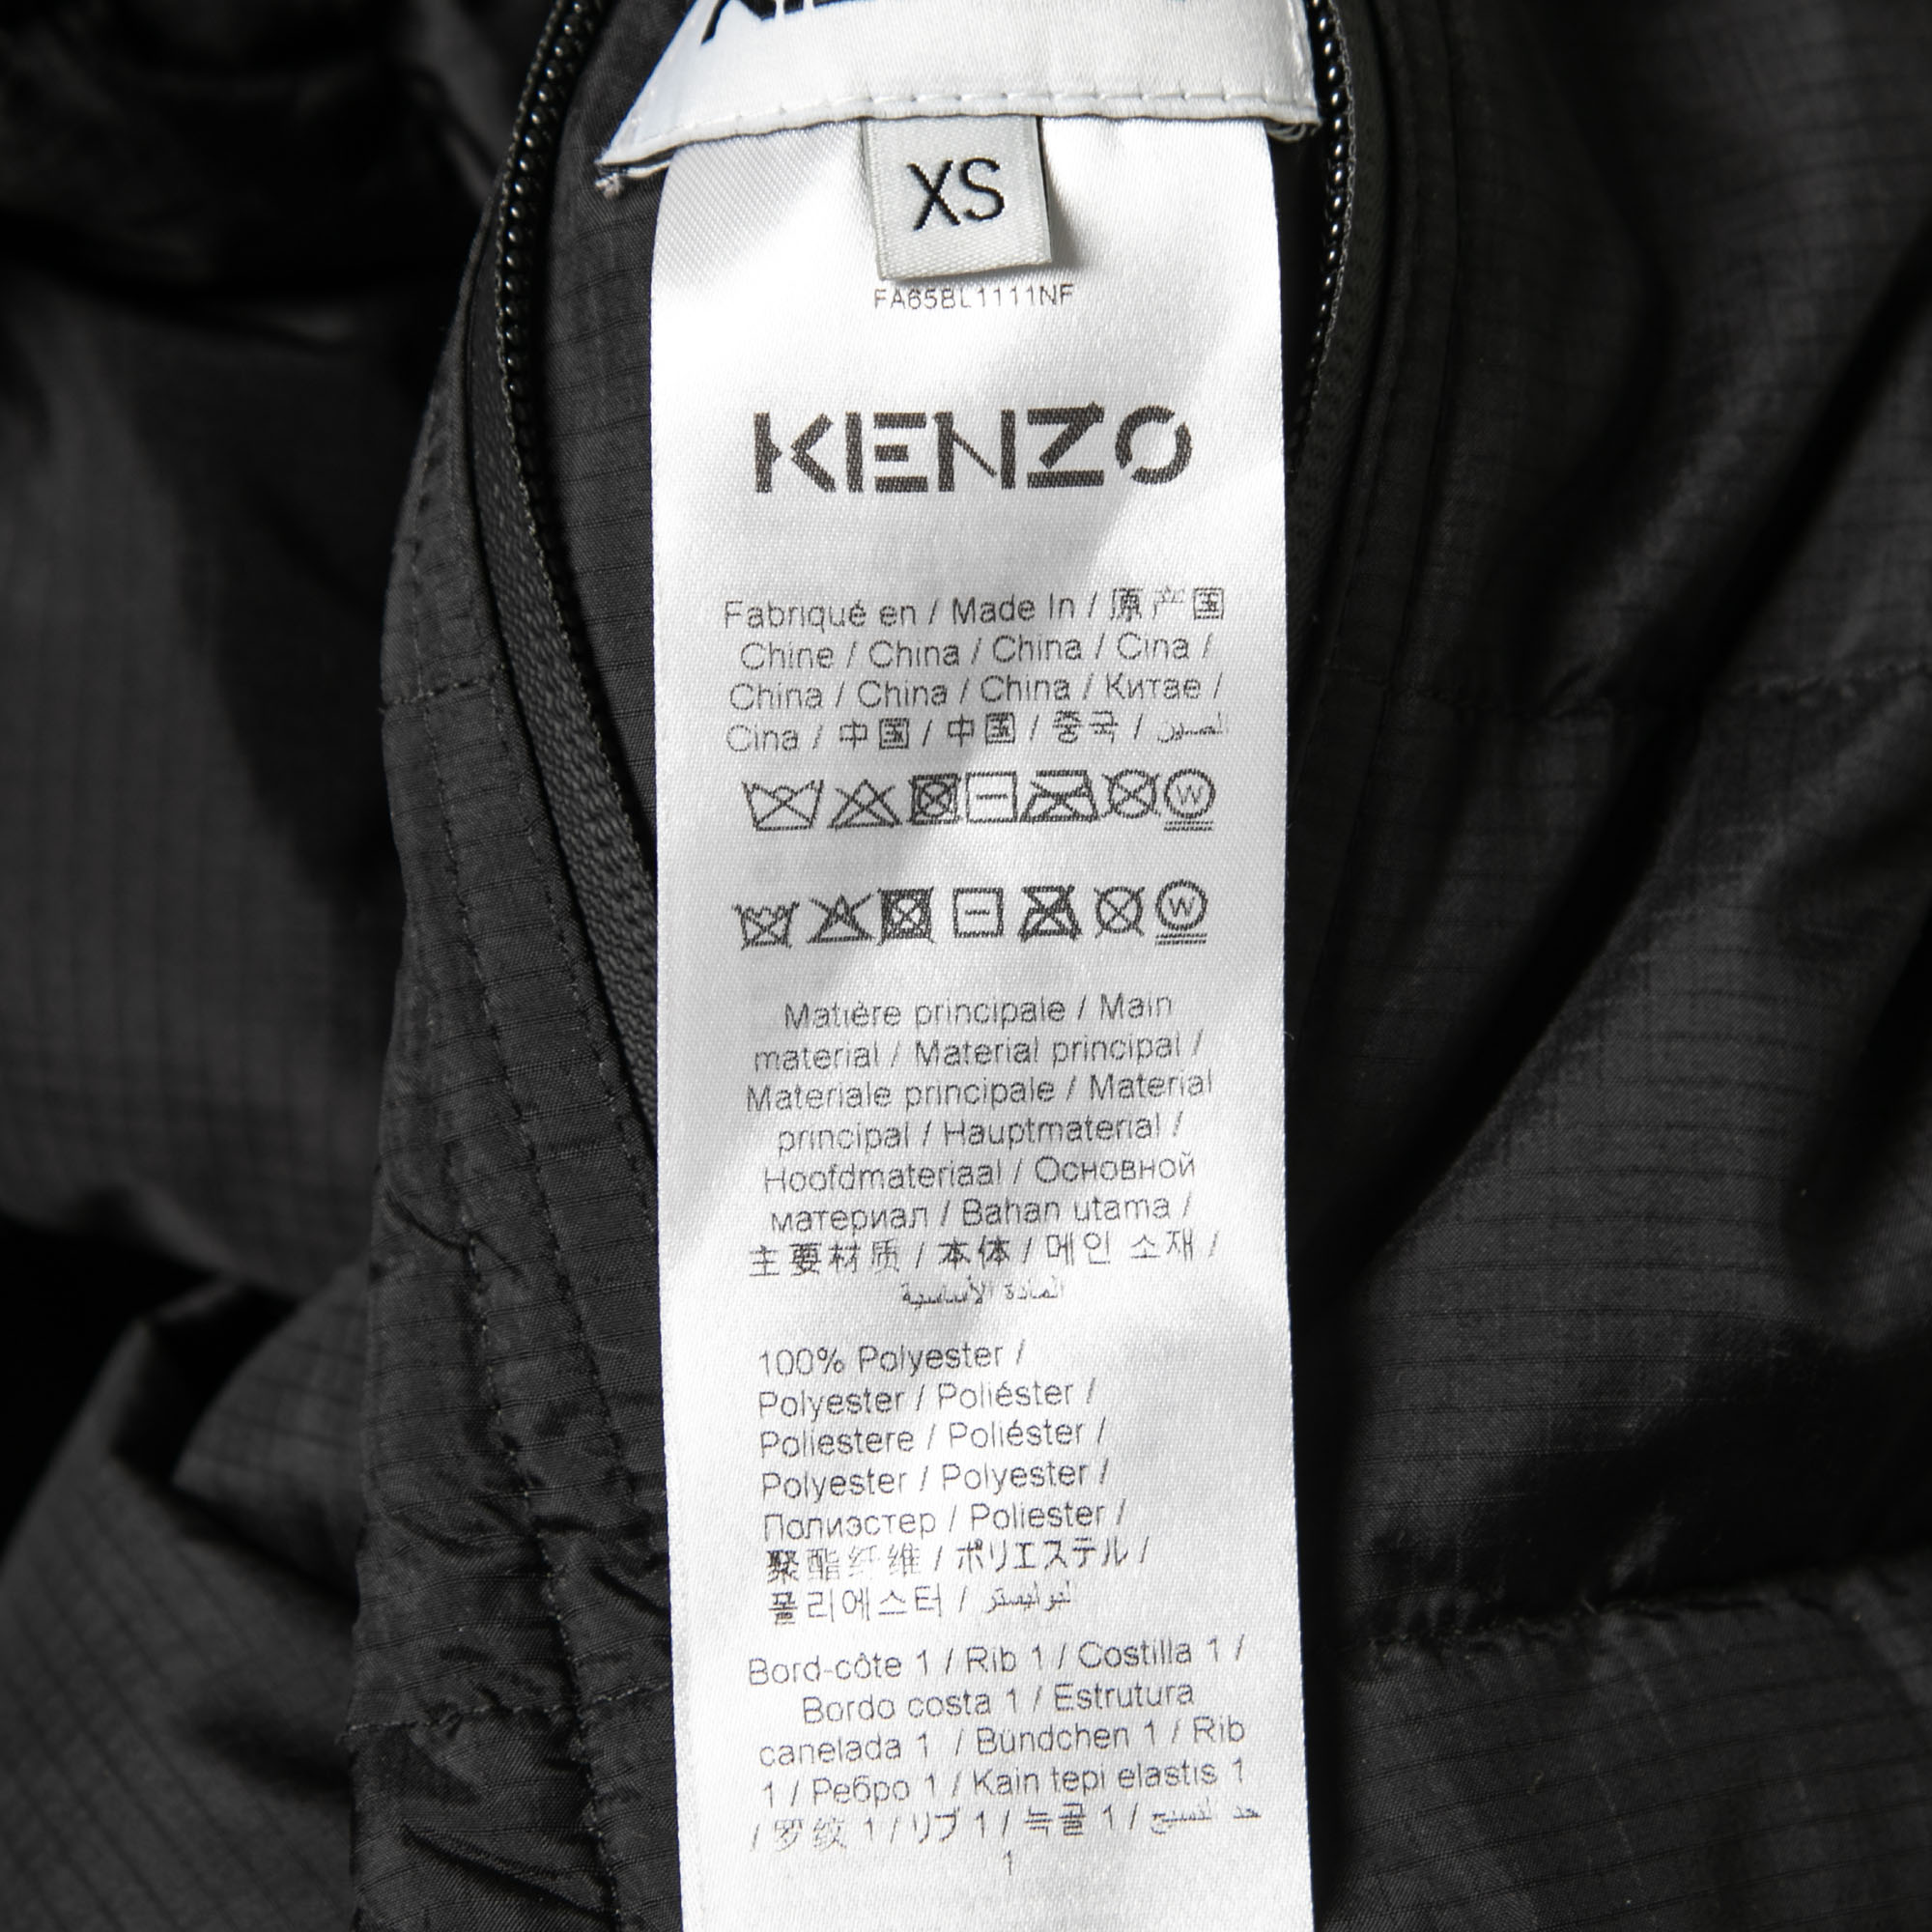 XS
FA65BL1111NF
KENZO
Fabriqué en / Made In / 原产国
Chine / China / China / Cina /
China / China / China / Китае /
Cina / 中国 / 中国 / 중국 / الصين
W
W
Matière principale / Main
material / Material principal /
Materiale principale / Material
principal / Hauptmaterial /
Hoofdmateriaal / Основной
материал / Bahan utama /
主要材质 / 本体 / 메인 소재 /
المادة الأساسية
100% Polyester /
Polyester / Poliéster /
Poliestere / Poliéster /
Polyester / Polyester /
Полиэстер / Poliester /
聚酯纤维 / ポリエステル /
폴리에스터 /
Bord-côte 1 / Rib 1 / Costilla 1 /
Bordo costa 1 / Estrutura
canelada 1 / Bündchen 1 / Rib
1 / Ребро 1 / Kain tepi elastis 1
/ 罗纹 1 / リブ 1 / 늑골 1 /
1